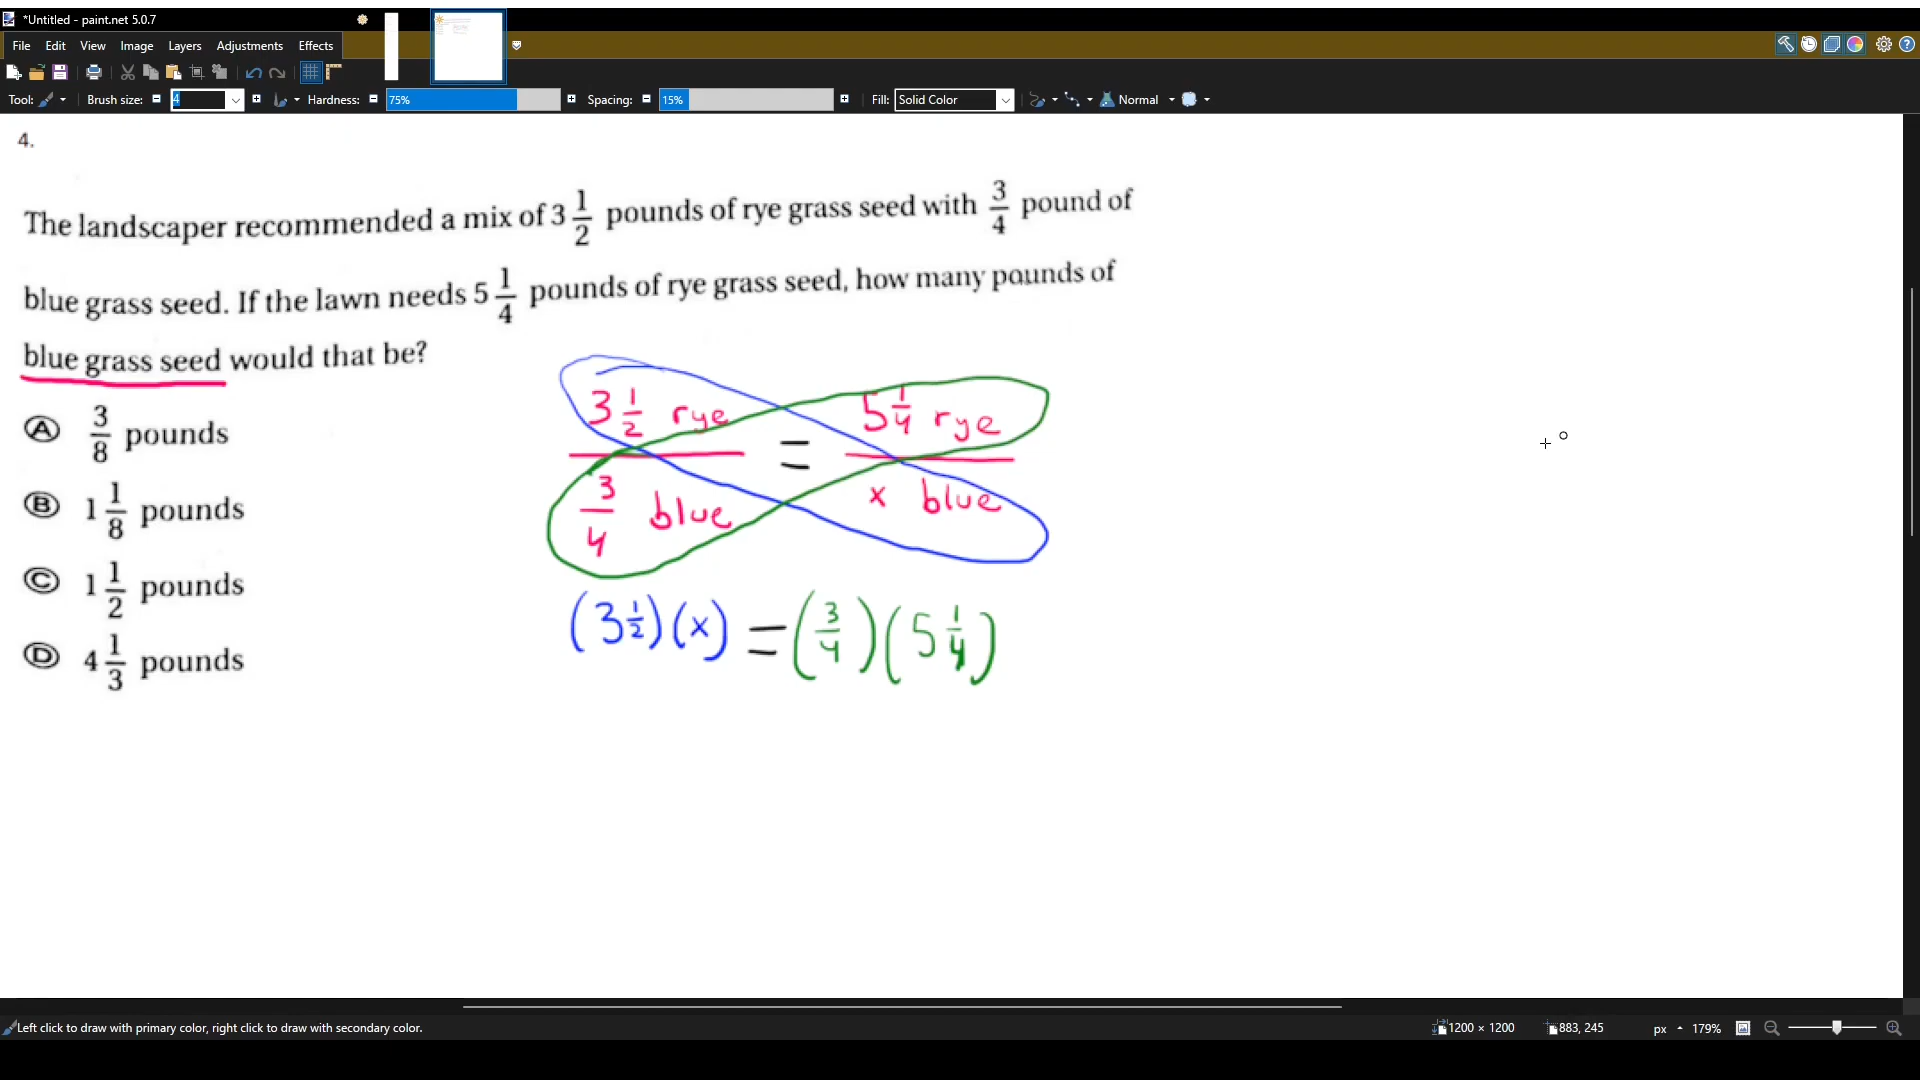 *Untitled - paint.net 5.0.7
File Edit View Image Layers Adjustments Effects
Tool: Brush size: 4 Hardness: 75% Spacing: 15% Fill: Solid Color Normal
4.
The landscaper recommended a mix of 3 1/2 pounds of rye grass seed with 3/4 pound of
blue grass seed. If the lawn needs 5 1/4 pounds of rye grass seed, how many pounds of
blue grass seed would that be?
A 3/8 pounds
B 1 1/8 pounds
C 1 1/2 pounds
D 4 1/3 pounds
3 1/2 rye = 5 1/4 rye
3/4 blue x blue
(3 1/2)(x) = (3/4)(5 1/4)
Left click to draw with primary color, right click to draw with secondary color. 1200 × 1200 883, 245 px 179%